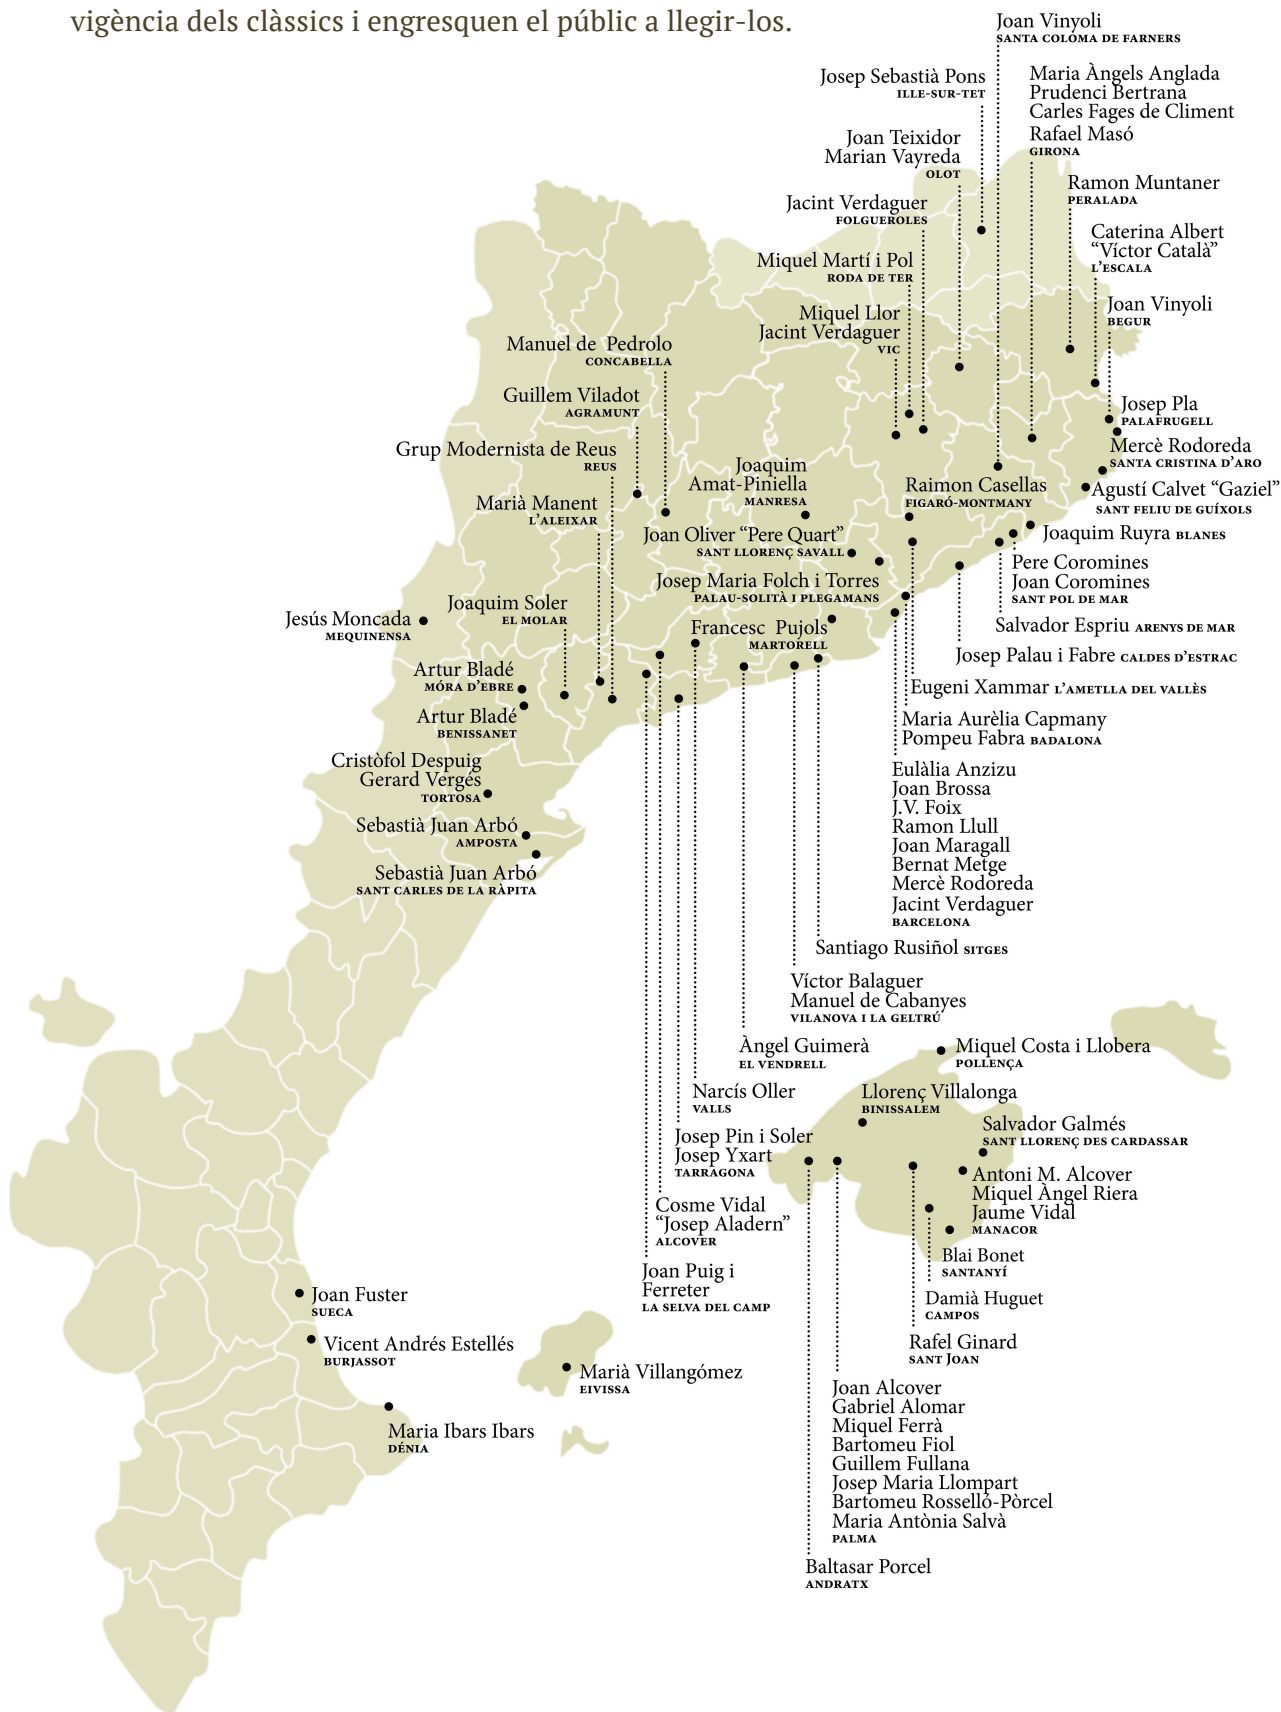 vigència dels clàssics i engresquen el públic a llegir-los.
Joan Vinyoli
SANTA COLOMA DE FARNERS
Josep Sebastià Pons
ILLE-SUR-TET
Maria Àngels Anglada
Prudenci Bertrana
Carles Fages de Climent
Rafael Masó
GIRONA
Joan Teixidor
Marian Vayreda
OLOT
Ramon Muntaner
PERALADA
Jacint Verdaguer
FOLGUEROLES
Caterina Albert
“Víctor Català”
L’ESCALA
Miquel Martí i Pol
RODA DE TER
Joan Vinyoli
BEGUR
Miquel Llor
Jacint Verdaguer
VIC
Manuel de Pedrolo
CONCABELLA
Guillem Viladot
AGRAMUNT
Josep Pla
PALAFRUGELL
Grup Modernista de Reus
REUS
Mercè Rodoreda
SANTA CRISTINA D’ARO
Joaquim
Amat-Piniella
MANRESA
Raimon Casellas
FIGARÓ-MONTMANY
Agustí Calvet “Gaziel”
SANT FELIU DE GUÍXOLS
Marià Manent
L’ALEIXAR
Joan Oliver “Pere Quart”
SANT LLORENÇ SAVALL
Joaquim Ruyra BLANES
Pere Coromines
Joan Coromines
SANT POL DE MAR
Josep Maria Folch i Torres
PALAU-SOLITÀ I PLEGAMANS
Joaquim Soler
EL MOLAR
Jesús Moncada
MEQUINENSA
Francesc Pujols
MARTORELL
Salvador Espriu ARENYS DE MAR
Josep Palau i Fabre CALDES D’ESTRAC
Artur Bladé
MÓRA D’EBRE
Eugeni Xammar L’AMETLLA DEL VALLÈS
Artur Bladé
BENISSANET
Maria Aurèlia Capmany
Pompeu Fabra BADALONA
Cristòfol Despuig
Gerard Vergés
TORTOSA
Eulàlia Anzizu
Joan Brossa
J.V. Foix
Ramon Llull
Joan Maragall
Bernat Metge
Mercè Rodoreda
Jacint Verdaguer
BARCELONA
Sebastià Juan Arbó
AMPOSTA
Sebastià Juan Arbó
SANT CARLES DE LA RÀPITA
Santiago Rusiñol SITGES
Víctor Balaguer
Manuel de Cabanyes
VILANOVA I LA GELTRÚ
Àngel Guimerà
EL VENDRELL
Miquel Costa i Llobera
POLLENÇA
Narcís Oller
VALLS
Llorenç Villalonga
BINISSALEM
Josep Pin i Soler
Josep Yxart
TARRAGONA
Salvador Galmés
SANT LLORENÇ DES CARDASSAR
Antoni M. Alcover
Miquel Àngel Riera
Jaume Vidal
MANACOR
Cosme Vidal
“Josep Aladern”
ALCOVER
Blai Bonet
SANTANYÍ
Joan Puig i
Ferreter
LA SELVA DEL CAMP
Damià Huguet
CAMPOS
Joan Fuster
SUECA
Rafel Ginard
SANT JOAN
Vicent Andrés Estellés
BURJASSOT
Marià Villangómez
EIVISSA
Joan Alcover
Gabriel Alomar
Miquel Ferrà
Bartomeu Fiol
Guillem Fullana
Josep Maria Llompart
Bartomeu Rosselló-Pòrcel
Maria Antònia Salvà
PALMA
Maria Ibars Ibars
DÉNIA
Baltasar Porcel
ANDRATX